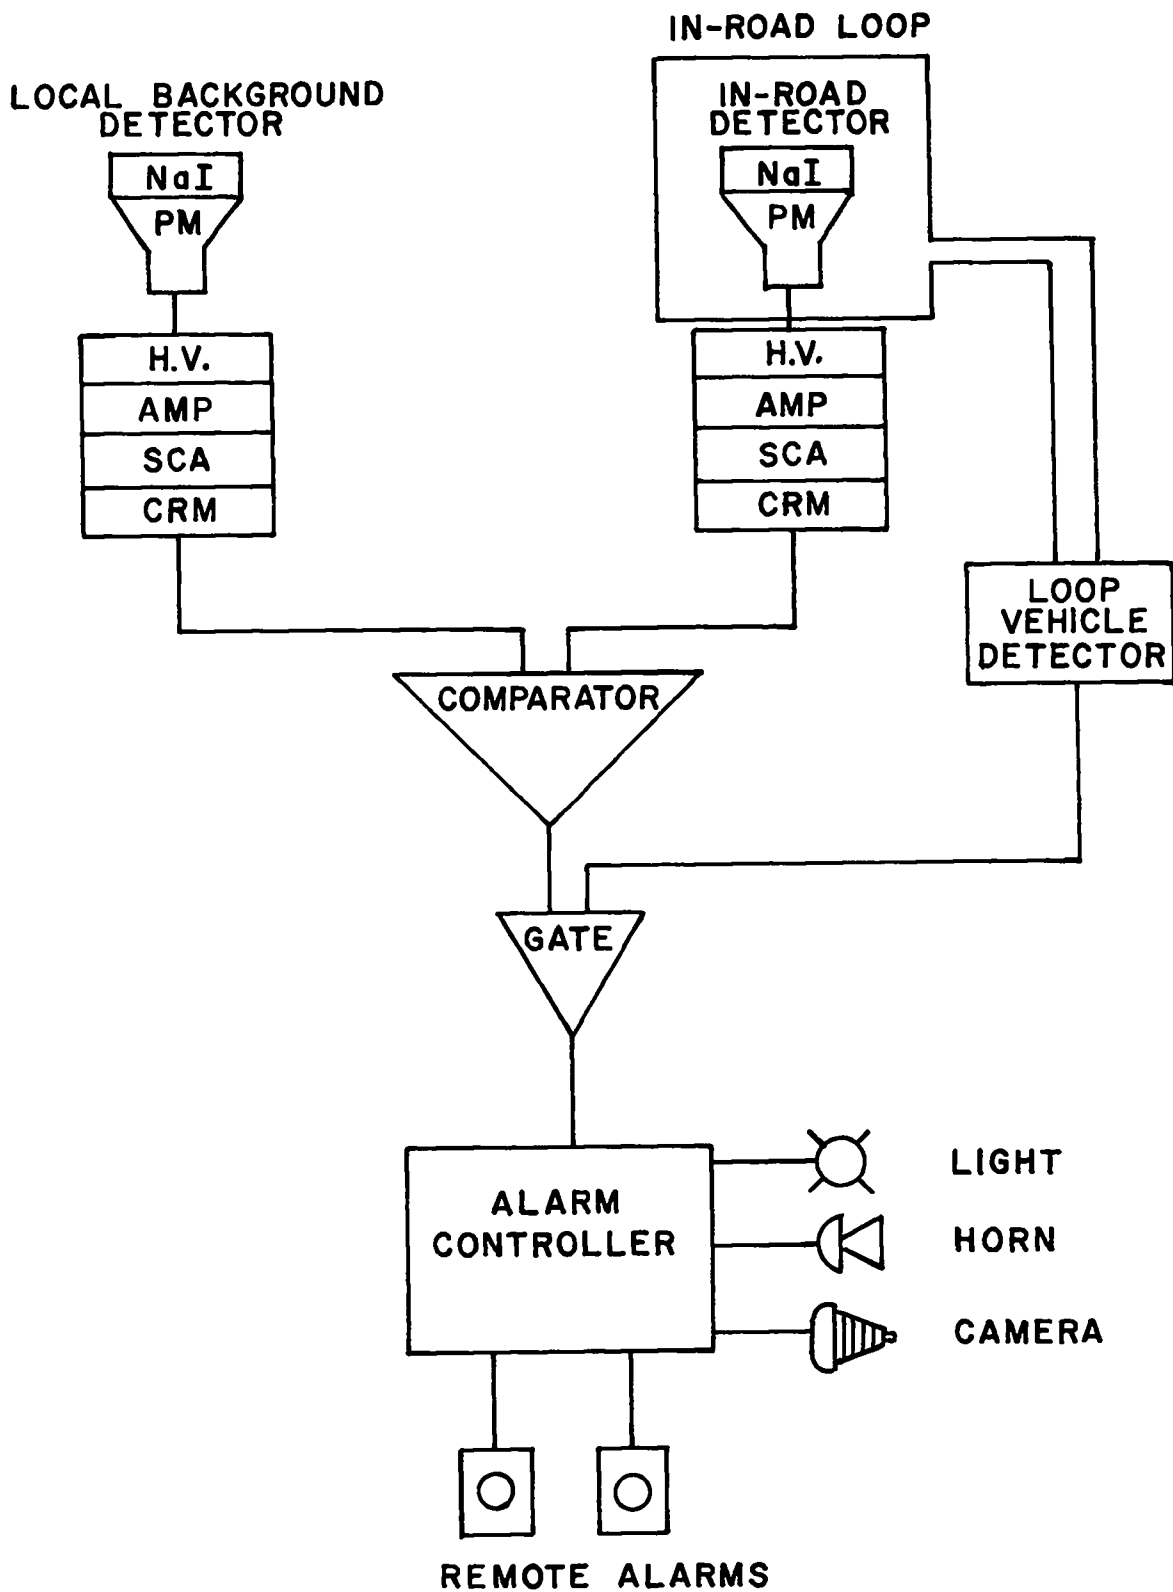 IN-ROAD LOOP
LOCAL BACKGROUND
DETECTOR
NaI
PM
H.V.
AMP
SCA
CRM
IN-ROAD
DETECTOR
NaI
PM
H.V.
AMP
SCA
CRM
LOOP
VEHICLE
DETECTOR
COMPARATOR
GATE
ALARM
CONTROLLER
LIGHT
HORN
CAMERA
REMOTE ALARMS